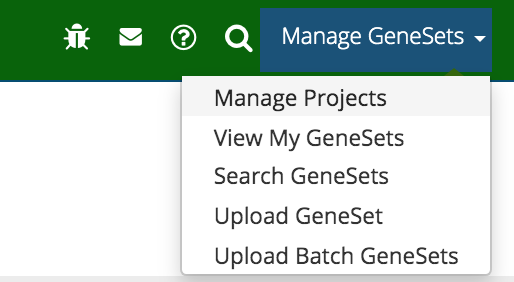 Manage GeneSets
Manage Projects
View My GeneSets
Search GeneSets
Upload GeneSet
Upload Batch GeneSets